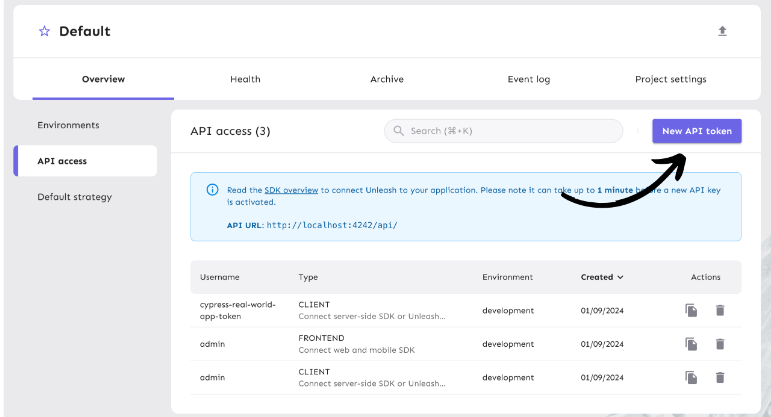 Default
Overview
Health
Archive
Event log
Project settings
Environments
API access
Default strategy
API access (3)
Search (⌘+K)
New API token
Read the SDK overview to connect Unleash to your application. Please note it can take up to 1 minute before a new API key
is activated.
API URL: http://localhost:4242/api/
Username
Type
Environment
Created
Actions
cypress-real-world-
app-token
CLIENT
Connect server-side SDK or Unleash...
development
01/09/2024
admin
FRONTEND
Connect web and mobile SDK
development
01/09/2024
admin
CLIENT
Connect server-side SDK or Unleash...
development
01/09/2024